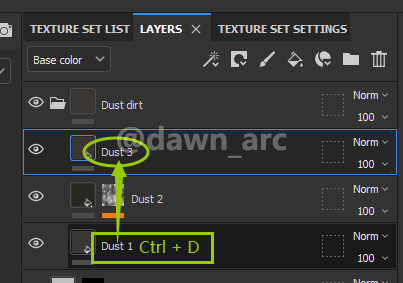 TEXTURE SET LIST LAYERS × TEXTURE SET SETTINGS
Base color
Dust dirt Norm 100
@dawn_arc
Dust 3 Norm 100
Dust 2 Norm 100
Dust 1 Ctrl + D Norm 100